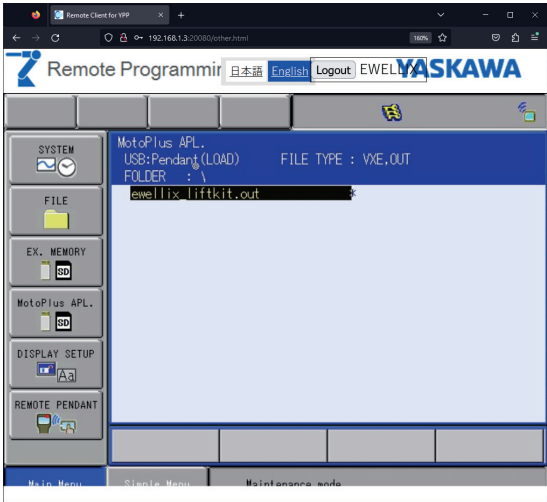 Remote Client for YPP
192.168.1.3:20080/other.html
160%
Remote Programmin
日本語 English Logout EWELLIX
YASKAWA
SYSTEM
FILE
EX. MEMORY
SD
MotoPlus APL.
SD
DISPLAY SETUP
Aa
REMOTE PENDANT
MotoPlus APL.
USB:Pendant(LOAD) FILE TYPE : VXE,OUT
FOLDER : \
ewellix_liftkit.out *
Main Menu Simple Menu Maintenance mode